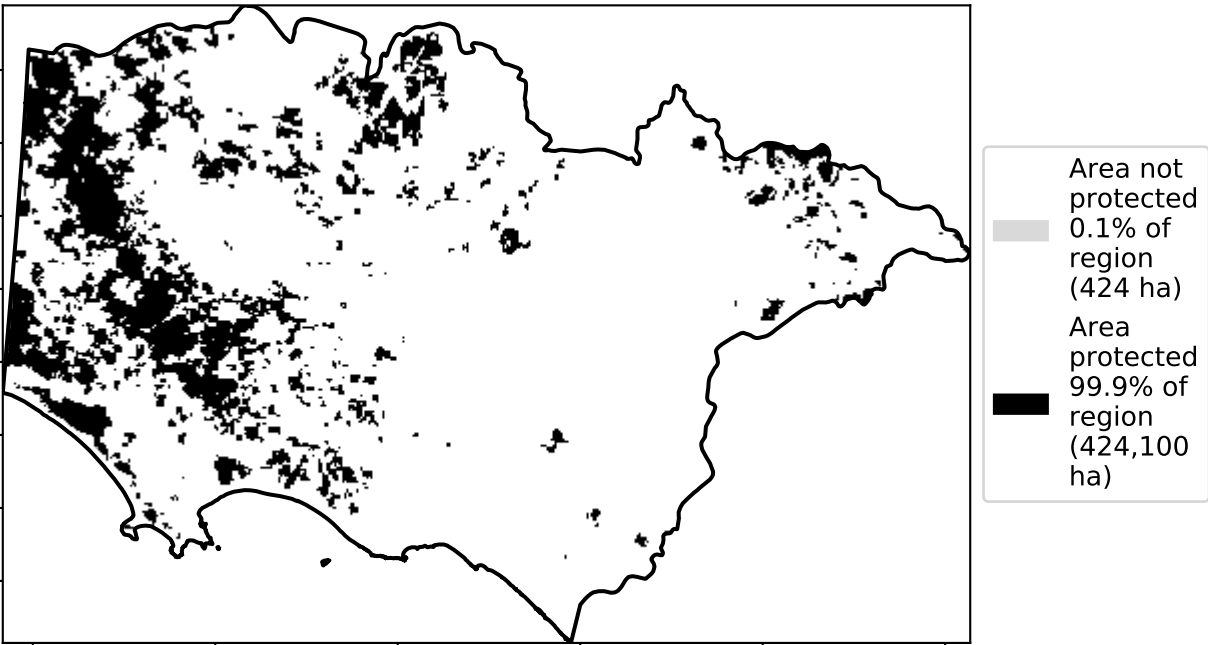 Area not
protected
0.1% of
region
(424 ha)
Area
protected
99.9% of
region
(424,100
ha)